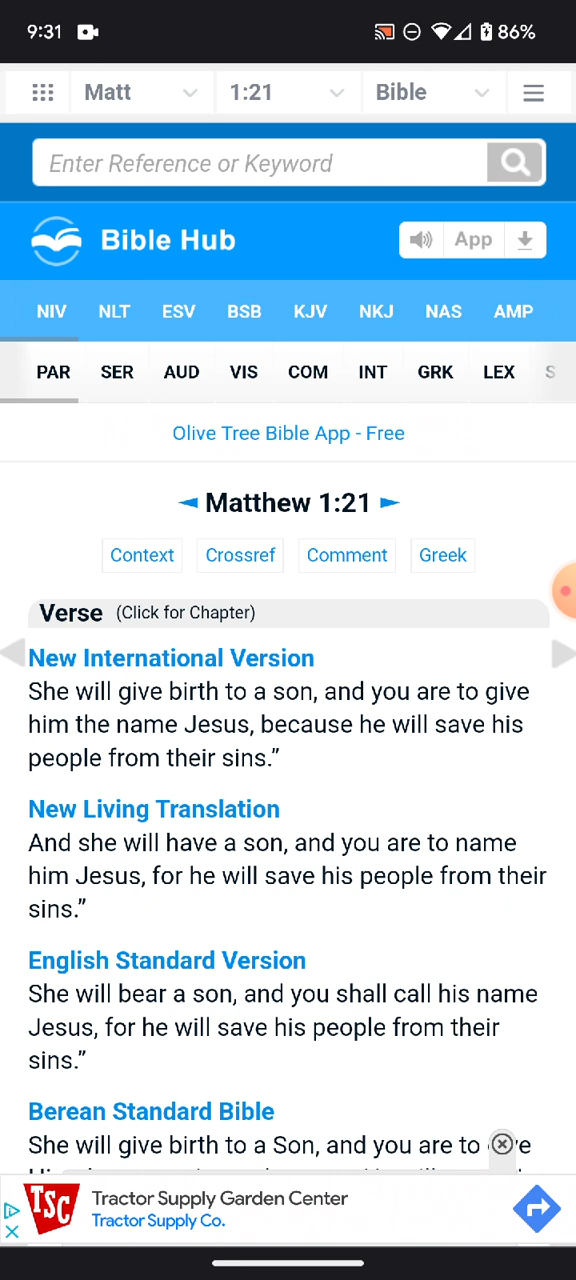 9:31 86%
Matt 1:21 Bible
Enter Reference or Keyword
Bible Hub App
NIV NLT ESV BSB KJV NKJ NAS AMP
PAR SER AUD VIS COM INT GRK LEX S
Olive Tree Bible App - Free
◄ Matthew 1:21 ►
Context Crossref Comment Greek
Verse (Click for Chapter)
New International Version
She will give birth to a son, and you are to give
him the name Jesus, because he will save his
people from their sins.”
New Living Translation
And she will have a son, and you are to name
him Jesus, for he will save his people from their
sins.”
English Standard Version
She will bear a son, and you shall call his name
Jesus, for he will save his people from their
sins.”
Berean Standard Bible
She will give birth to a Son, and you are to
TSC
Tractor Supply Garden Center
Tractor Supply Co.